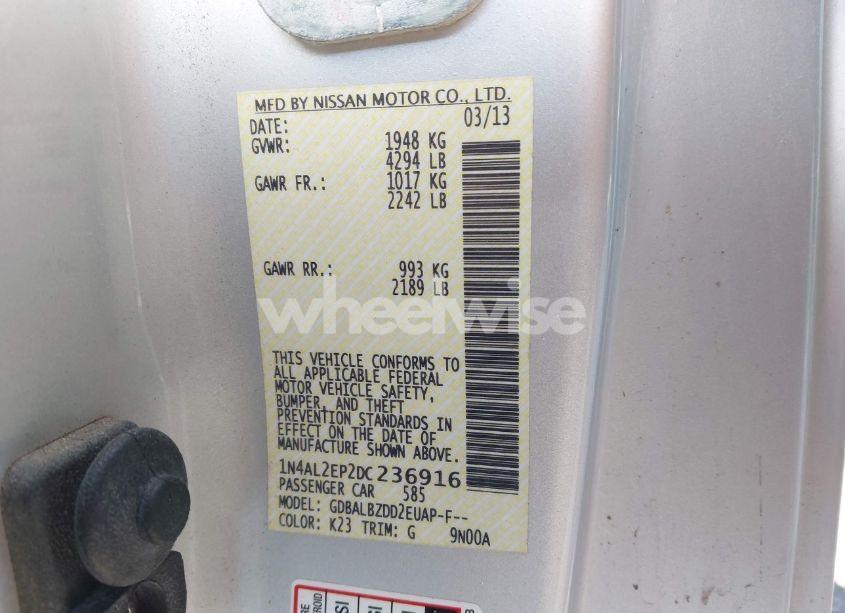 MFD BY NISSAN MOTOR CO., LTD.
DATE: 03/13
GVWR: 1948 KG
4294 LB
GAWR FR.: 1017 KG
2242 LB
GAWR RR.: 993 KG
2189 LB
wheelwise
THIS VEHICLE CONFORMS TO
ALL APPLICABLE FEDERAL
MOTOR VEHICLE SAFETY,
BUMPER, AND THEFT
PREVENTION STANDARDS IN
EFFECT ON THE DATE OF
MANUFACTURE SHOWN ABOVE.
1N4AL2EP2DC236916
PASSENGER CAR 585
MODEL: GDBALBZDD2EUAP-F--
COLOR: K23 TRIM: G 9N00A